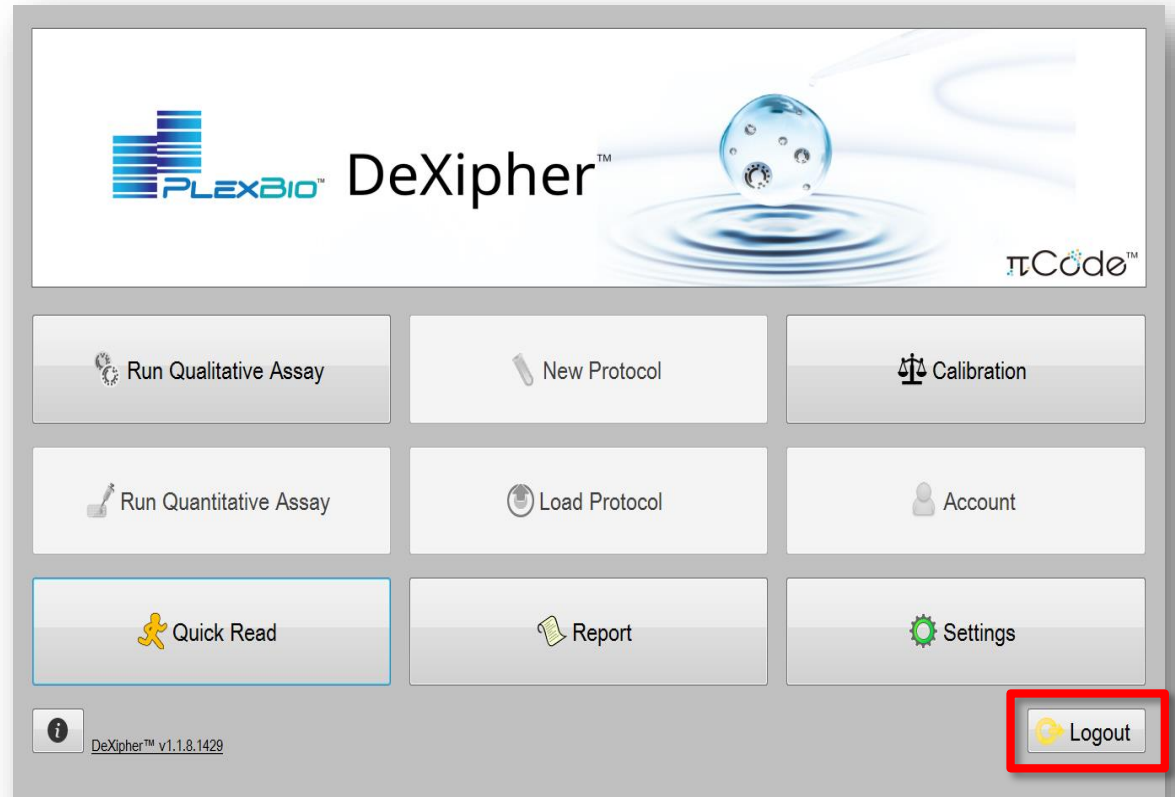 PLEXBIO™ DeXipher™
πCode™
Run Qualitative Assay
New Protocol
Calibration
Run Quantitative Assay
Load Protocol
Account
Quick Read
Report
Settings
i
DeXipher™ v1.1.8.1429
Logout